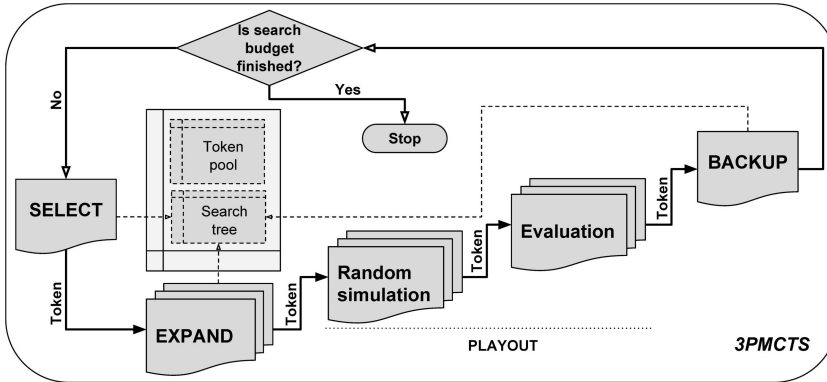 Is search
budget
finished?
No
Yes
Stop
Token
pool
Search
tree
SELECT
BACKUP
Token
Evaluation
Token
Random
simulation
Token
Token
EXPAND
PLAYOUT
3PMCTS